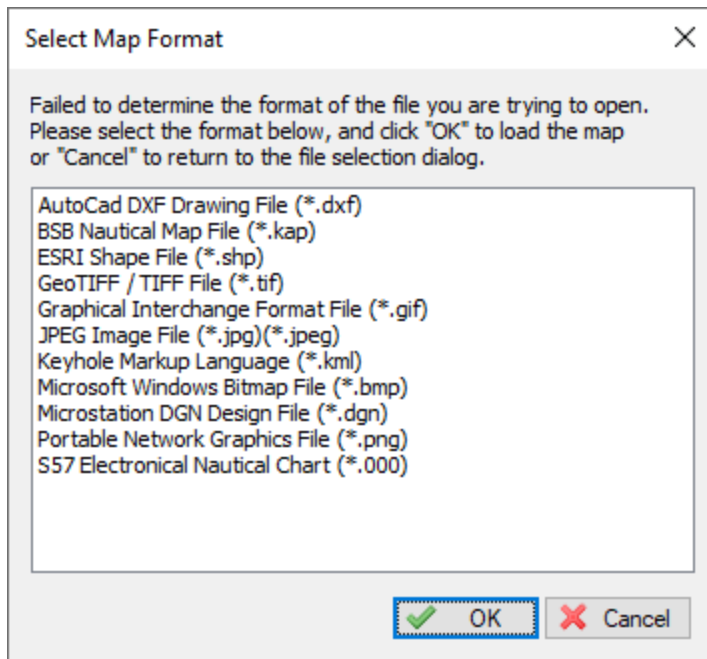 Select Map Format
Failed to determine the format of the file you are trying to open.
Please select the format below, and click "OK" to load the map
or "Cancel" to return to the file selection dialog.
AutoCad DXF Drawing File (*.dxf)
BSB Nautical Map File (*.kap)
ESRI Shape File (*.shp)
GeoTIFF / TIFF File (*.tif)
Graphical Interchange Format File (*.gif)
JPEG Image File (*.jpg)(*.jpeg)
Keyhole Markup Language (*.kml)
Microsoft Windows Bitmap File (*.bmp)
Microstation DGN Design File (*.dgn)
Portable Network Graphics File (*.png)
S57 Electronical Nautical Chart (*.000)
OK Cancel